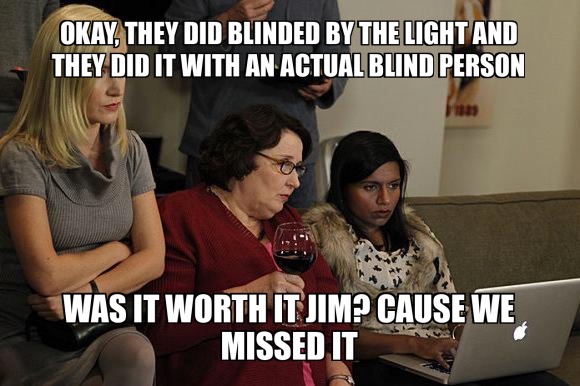 OKAY, THEY DID BLINDED BY THE LIGHT AND
THEY DID IT WITH AN ACTUAL BLIND PERSON
WAS IT WORTH IT JIM? CAUSE WE
MISSED IT